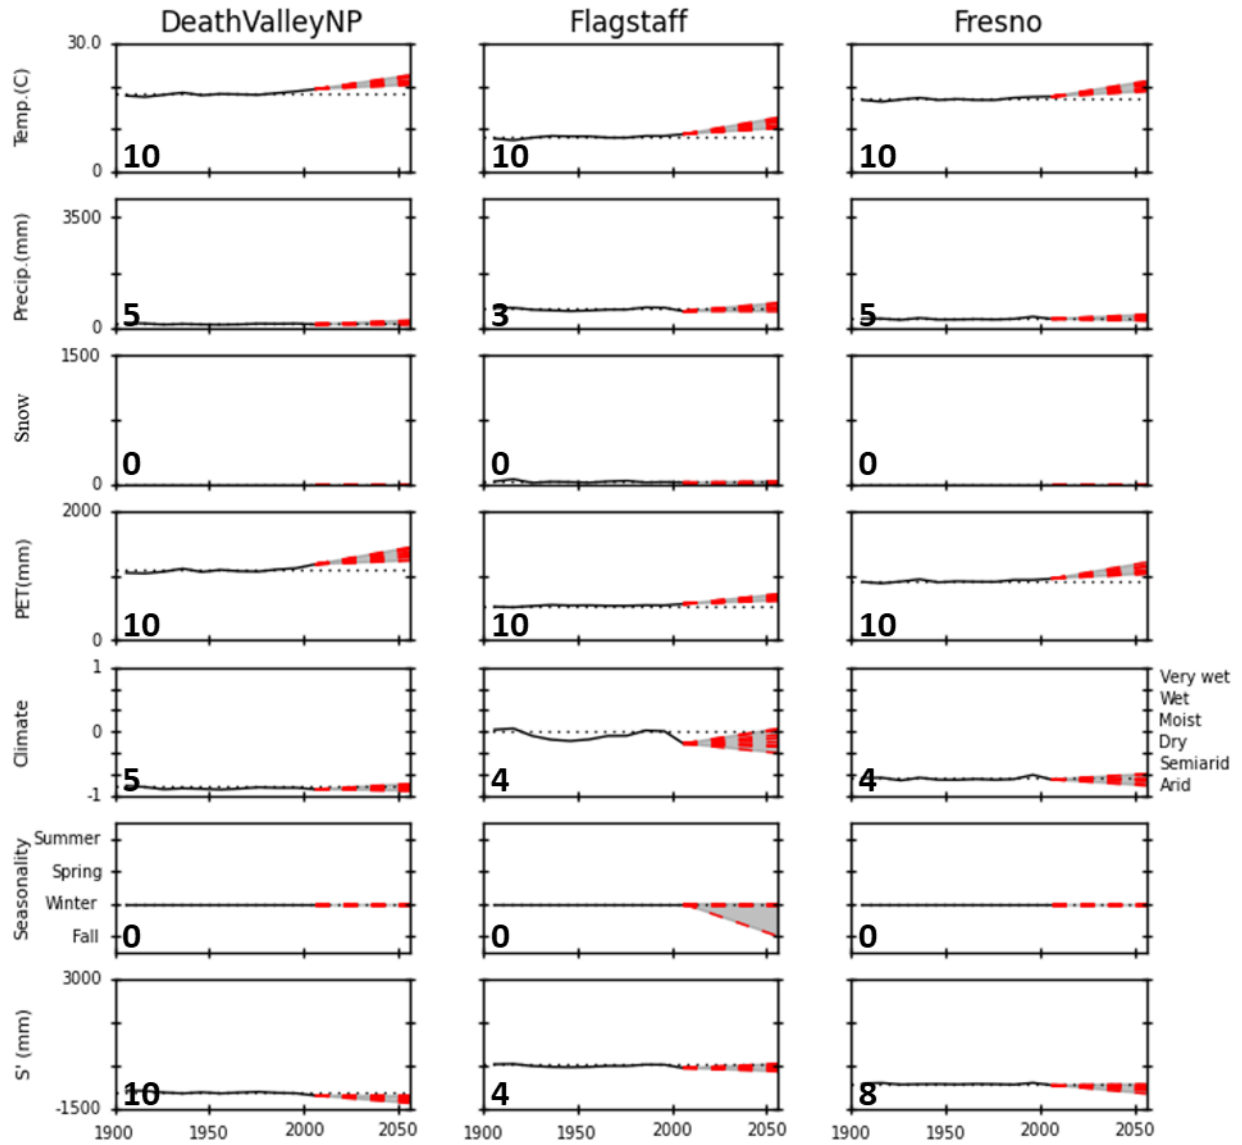 DeathValleyNP Flagstaff Fresno
Temp.(C) 30.0 0 10 10 10
Precip.(mm) 3500 0 5 3 5
Snow 1500 0 0 0 0
PET(mm) 2000 0 10 10 10
Climate 1 0 -1 5 4 4
Very wet
Wet
Moist
Dry
Semiarid
Arid
Seasonality Summer Spring Winter Fall 0 0 0
S' (mm) 3000 -1500 10 4 8
1900 1950 2000 2050 1900 1950 2000 2050 1900 1950 2000 2050